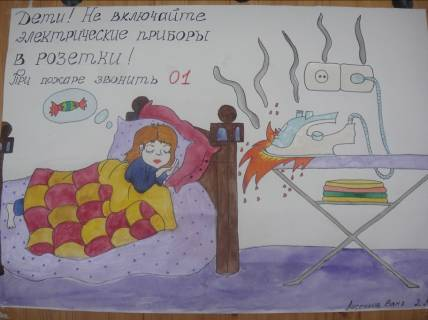 Дети! Не включайте
электрические приборы
в розетки!
При пожаре звонить 01